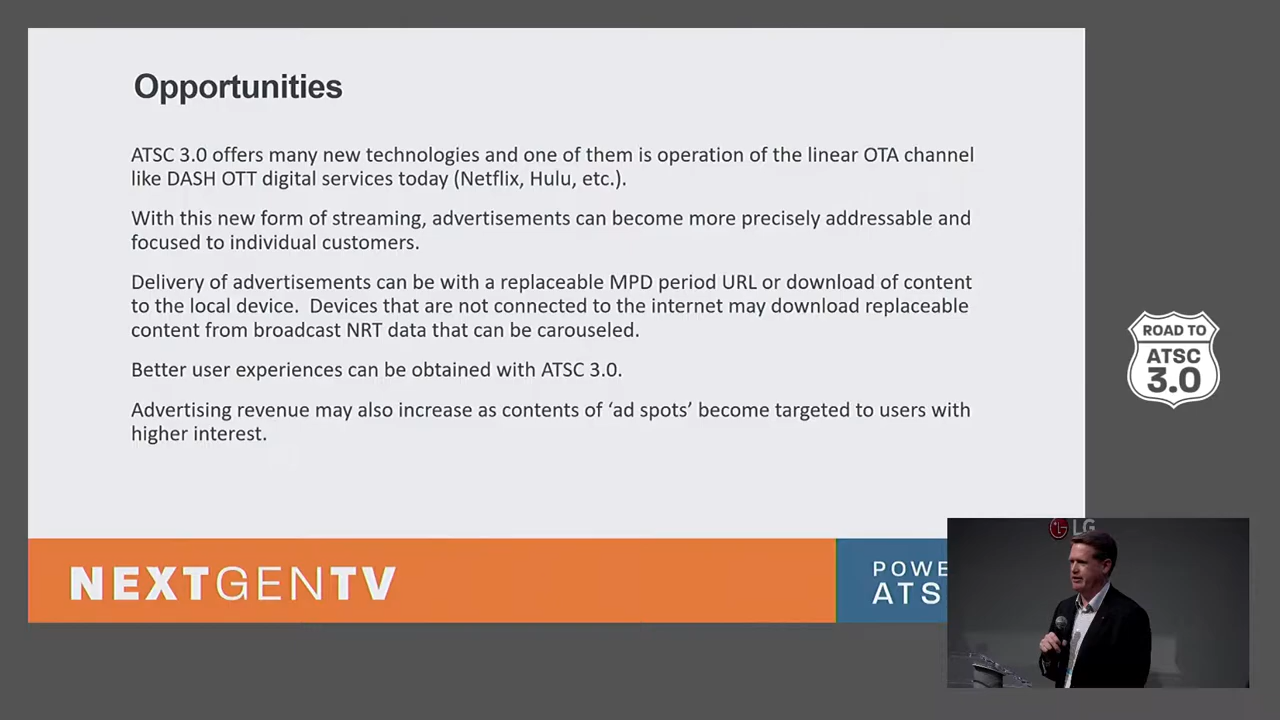 Opportunities
ATSC 3.0 offers many new technologies and one of them is operation of the linear OTA channel
like DASH OTT digital services today (Netflix, Hulu, etc.).
With this new form of streaming, advertisements can become more precisely addressable and
focused to individual customers.
Delivery of advertisements can be with a replaceable MPD period URL or download of content
to the local device.  Devices that are not connected to the internet may download replaceable
content from broadcast NRT data that can be carouseled.
Better user experiences can be obtained with ATSC 3.0.
Advertising revenue may also increase as contents of ‘ad spots’ become targeted to users with
higher interest.
NEXTGENTV
POWE
ATS
ROAD TO
ATSC
3.0
LG